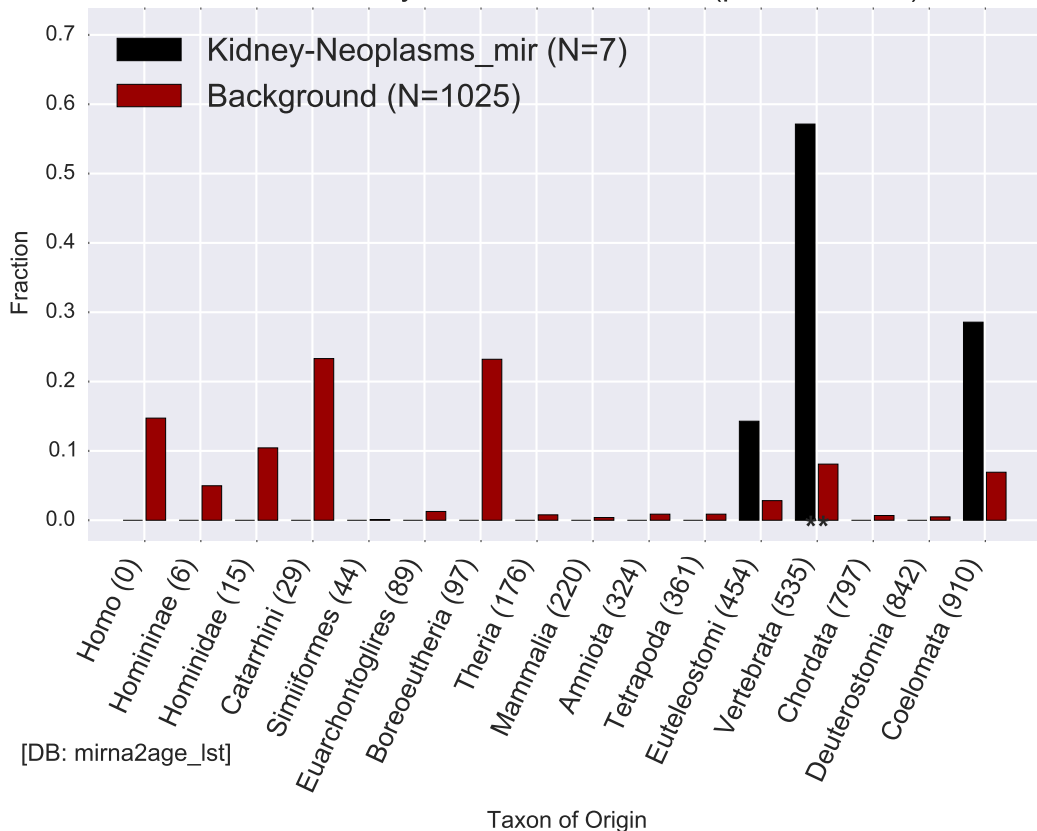 0.7
0.6
0.5
0.4
0.3
0.2
0.1
0.0
Fraction
Kidney-Neoplasms_mir (N=7)
Background (N=1025)
**
Homo (0)
Homininae (6)
Hominidae (15)
Catarrhini (29)
Simiiformes (44)
Euarchontoglires (89)
Boreoeutheria (97)
Theria (176)
Mammalia (220)
Amniota (324)
Tetrapoda (361)
Euteleostomi (454)
Vertebrata (535)
Chordata (797)
Deuterostomia (842)
Coelomata (910)
[DB: mirna2age_lst]
Taxon of Origin